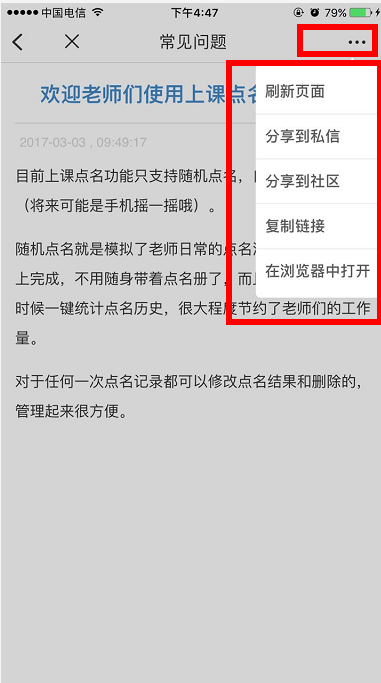 中国电信 下午4:47 79%
常见问题
刷新页面
分享到私信
分享到社区
复制链接
在浏览器中打开
欢迎老师们使用上课点名
2017-03-03 , 09:49:17
目前上课点名功能只支持随机点名，
（将来可能是手机摇一摇哦）。
随机点名就是模拟了老师日常的点名
上完成，不用随身带着点名册了，而且
时候一键统计点名历史，很大程度节约了老师们的工作
量。
对于任何一次点名记录都可以修改点名结果和删除的，
管理起来很方便。